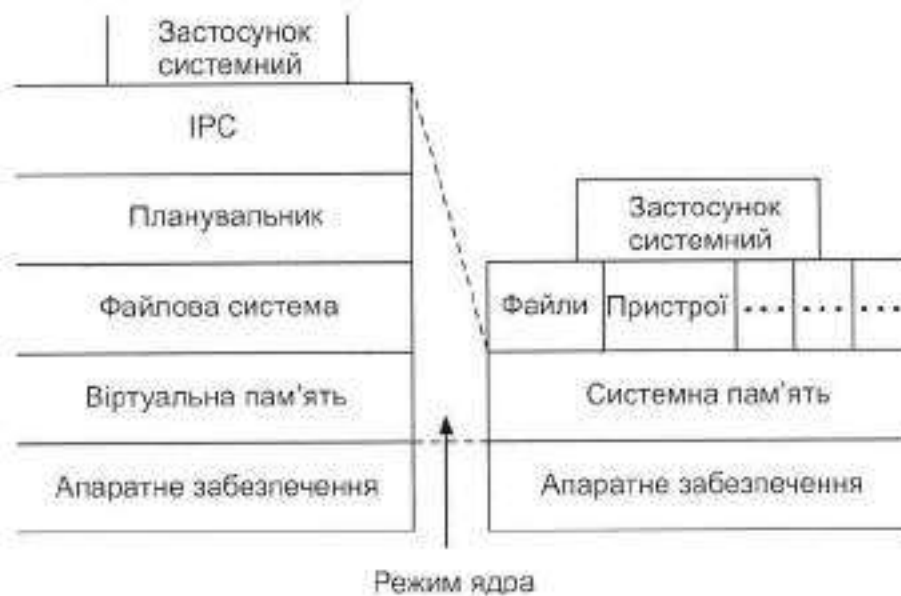 Застосунок
системний
ІРС
Планувальник
Файлова система
Віртуальна пам'ять
Апаратне забезпечення
Застосунок
системний
Файли Пристрої ... ... ...
Системна пам'ять
Апаратне забезпечення
Режим ядра